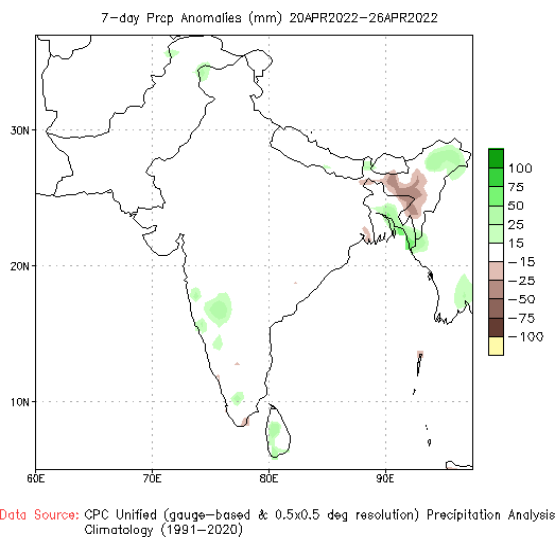 7-day Prcp Anomalies (mm) 20APR2022-26APR2022
30N
20N
10N
60E
70E
80E
90E
100
75
50
25
15
-15
-25
-50
-75
-100
Data Source: CPC Unified (gauge-based & 0.5x0.5 deg resolution) Precipitation Analysis
Climatology (1991-2020)